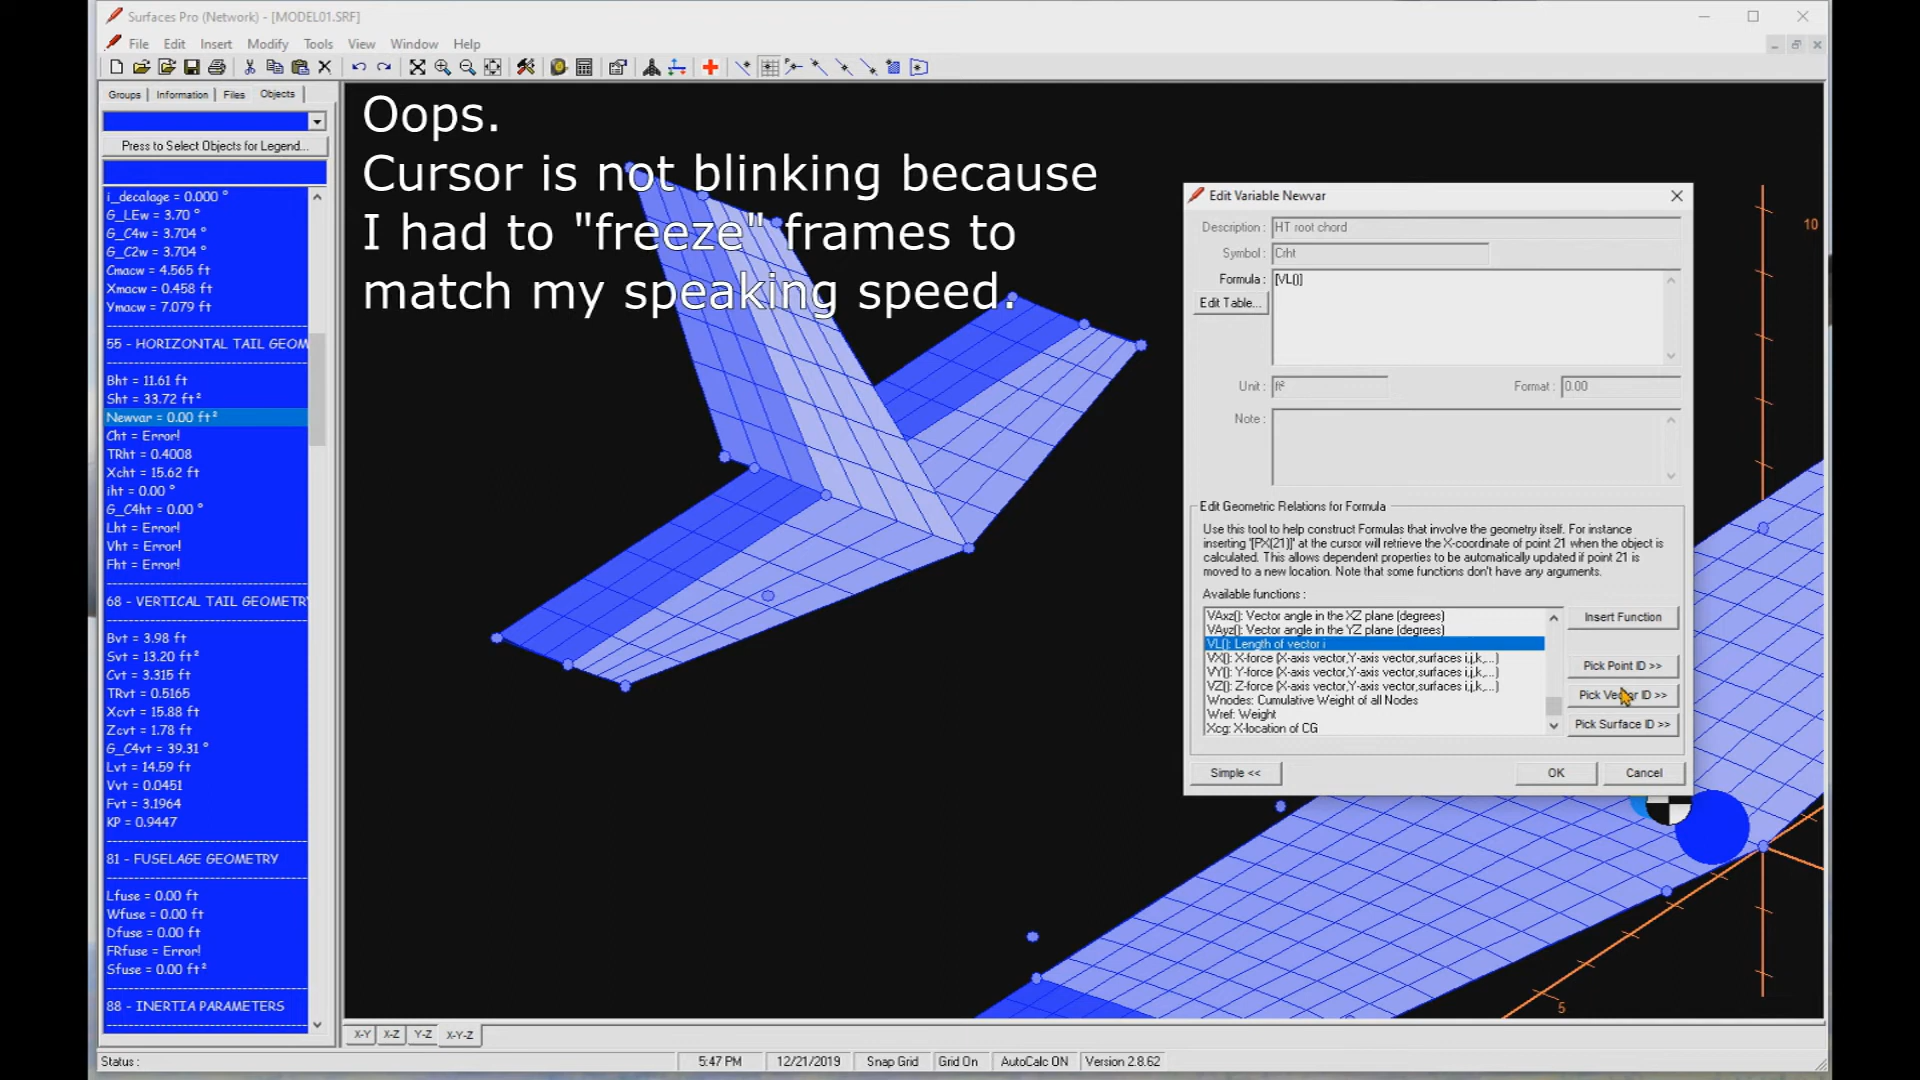 Surfaces Pro (Network) - [MODEL01.SRF]
File Edit Insert Modify Tools View Window Help
Groups Information Files Objects
Press to Select Objects for Legend...
i_decalage = 0.000 °
G_LEw = 3.70 °
G_C4w = 3.704 °
G_C2w = 3.704 °
Cmacw = 4.565 ft
Xmacw = 0.458 ft
Ymacw = 7.079 ft
55 - HORIZONTAL TAIL GEOM
Bht = 11.61 ft
Sht = 33.72 ft²
Newvar = 0.00 ft²
Cht = Error!
TRht = 0.4008
Xcht = 15.62 ft
iht = 0.00 °
G_C4ht = 0.00 °
Lht = Error!
Vht = Error!
Fht = Error!
68 - VERTICAL TAIL GEOMETR
Bvt = 3.98 ft
Svt = 13.20 ft²
Cvt = 3.315 ft
TRvt = 0.5165
Xcvt = 15.88 ft
Zcvt = 1.78 ft
G_C4vt = 39.31 °
Lvt = 14.59 ft
Vvt = 0.0451
Fvt = 3.1964
KP = 0.9447
81 - FUSELAGE GEOMETRY
Lfuse = 0.00 ft
Wfuse = 0.00 ft
Dfuse = 0.00 ft
FRfuse = Error!
Sfuse = 0.00 ft²
88 - INERTIA PARAMETERS
Oops.
Cursor is not blinking because
I had to "freeze" frames to
match my speaking speed.
10
5
Edit Variable Newvar
Description : HT root chord
Symbol : Crht
Formula : [VL()]
Edit Table...
Unit : ft² Format : 0.00
Note :
Edit Geometric Relations for Formula
Use this tool to help construct Formulas that involve the geometry itself. For instance
inserting '[PX(21)]' at the cursor will retrieve the X-coordinate of point 21 when the object is
calculated. This allows dependent properties to be automatically updated if point 21 is
moved to a new location. Note that some functions don't have any arguments.
Available functions :
VAxz(): Vector angle in the XZ plane (degrees)
VAyz(): Vector angle in the YZ plane (degrees)
VL(): Length of vector i
VX(): X-force (X-axis vector,Y-axis vector,surfaces i,j,k,...)
VY(): Y-force (X-axis vector,Y-axis vector,surfaces i,j,k,...)
VZ(): Z-force (X-axis vector,Y-axis vector,surfaces i,j,k,...)
Wnodes: Cumulative Weight of all Nodes
Wref: Weight
Xcg: X-location of CG
Insert Function
Pick Point ID >>
Pick Vector ID >>
Pick Surface ID >>
Simple << OK Cancel
X-Y X-Z Y-Z X-Y-Z
Status : 5:47 PM 12/21/2019 Snap Grid Grid On AutoCalc ON Version 2.8.62